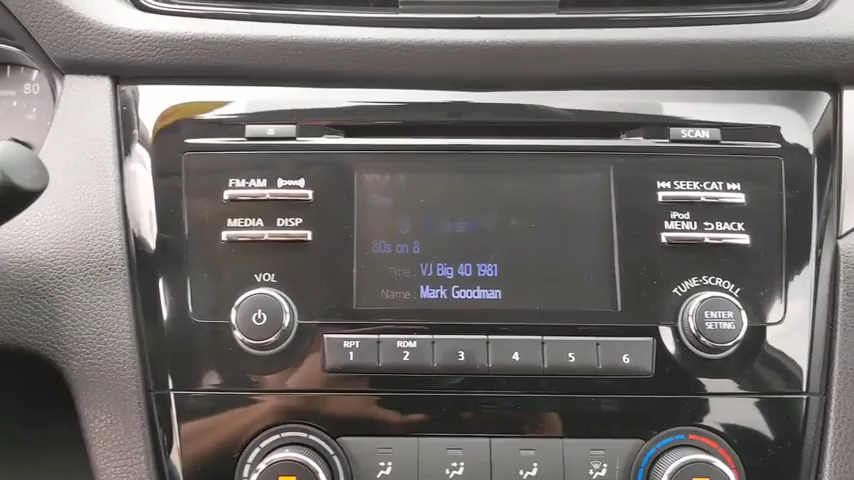 80
SCAN
FM·AM
MEDIA DISP
VOL
SEEK·CAT
iPod
MENU BACK
TUNE·SCROLL
ENTER
SETTING
80s on 8
Title : VJ Big 40 1981
Name : Mark Goodman
RPT RDM
1 2 3 4 5 6